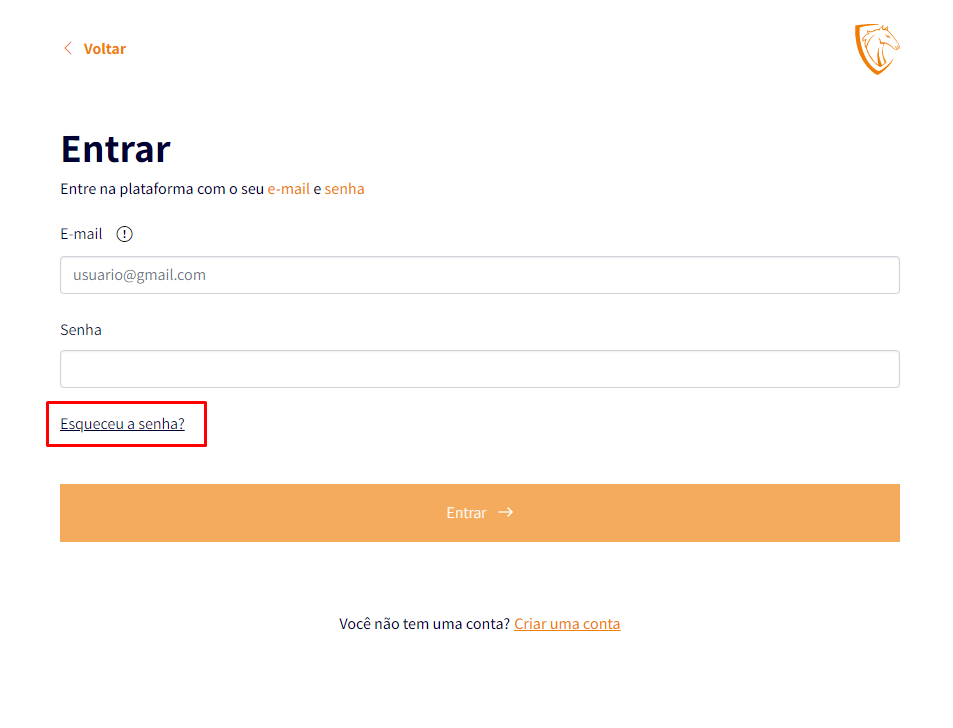 Voltar
Entrar
Entre na plataforma com o seu e-mail e senha
E-mail
usuario@gmail.com
Senha
Esqueceu a senha?
Entrar
Você não tem uma conta? Criar uma conta